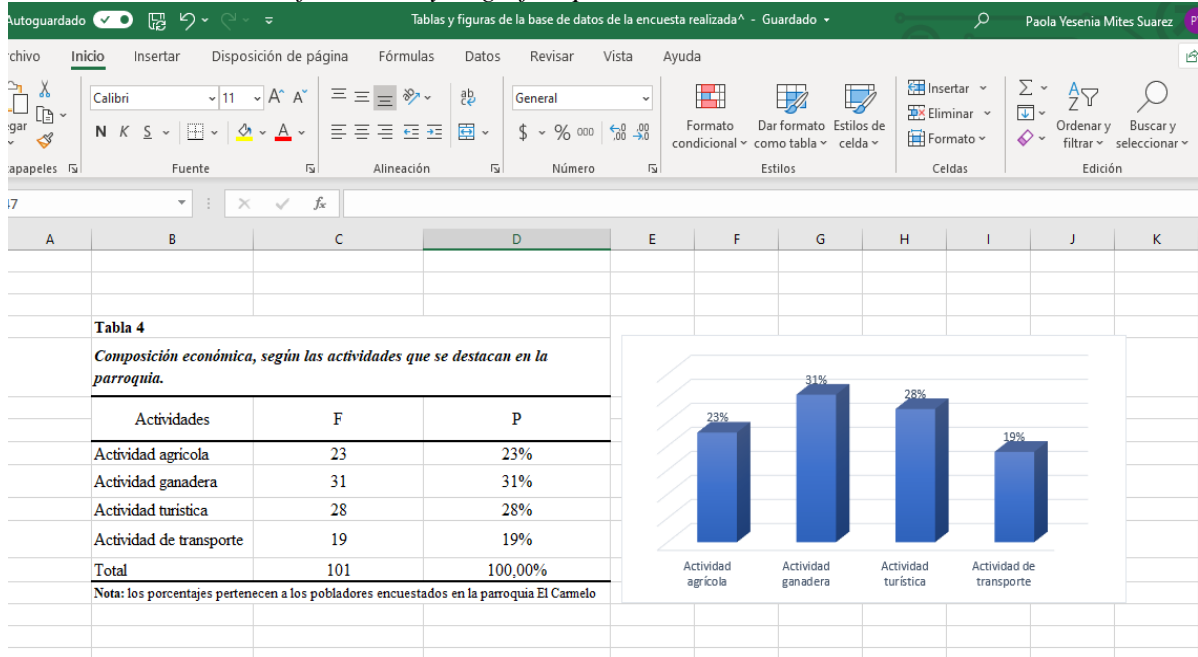 Autoguardado
Tablas y figuras de la base de datos de la encuesta realizada^ - Guardado
Paola Yesenia Mites Suarez
Inicio Insertar Disposición de página Fórmulas Datos Revisar Vista Ayuda
Calibri 11 A^ A˅ ab General Insertar
N K S A $ % 000 Formato condicional Dar formato como tabla Estilos de celda Eliminar Formato Ordenar y filtrar Buscar y seleccionar
Fuente Alineación Número Estilos Celdas Edición
fx
A B C D E F G H I J K
Tabla 4
Composición económica, según las actividades que se destacan en la
parroquia.
Actividades F P
Actividad agricola 23 23%
Actividad ganadera 31 31%
Actividad turistica 28 28%
Actividad de transporte 19 19%
Total 101 100,00%
Nota: los porcentajes pertenecen a los pobladores encuestados en la parroquia El Carmelo
23% 31% 28% 19%
Actividad agrícola
Actividad ganadera
Actividad turística
Actividad de transporte